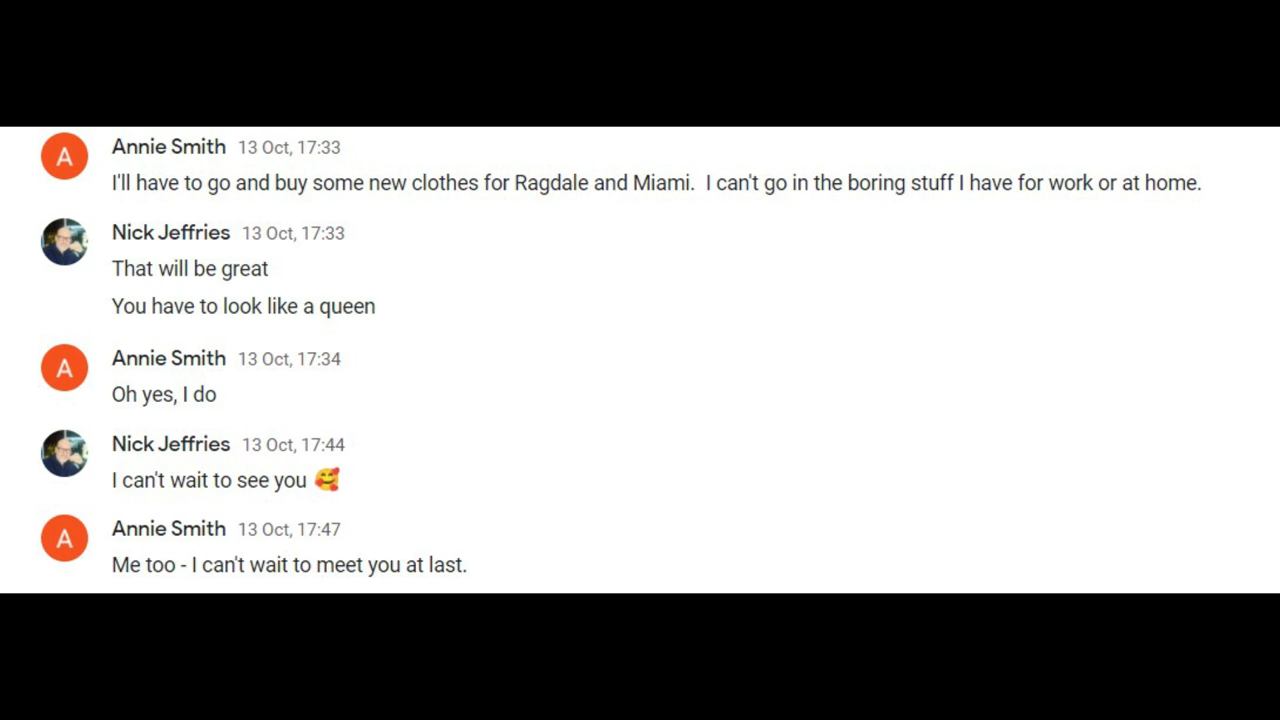 A
Annie Smith 13 Oct, 17:33
I'll have to go and buy some new clothes for Ragdale and Miami.  I can't go in the boring stuff I have for work or at home.
Nick Jeffries 13 Oct, 17:33
That will be great
You have to look like a queen
A
Annie Smith 13 Oct, 17:34
Oh yes, I do
Nick Jeffries 13 Oct, 17:44
I can't wait to see you 🥰
A
Annie Smith 13 Oct, 17:47
Me too - I can't wait to meet you at last.